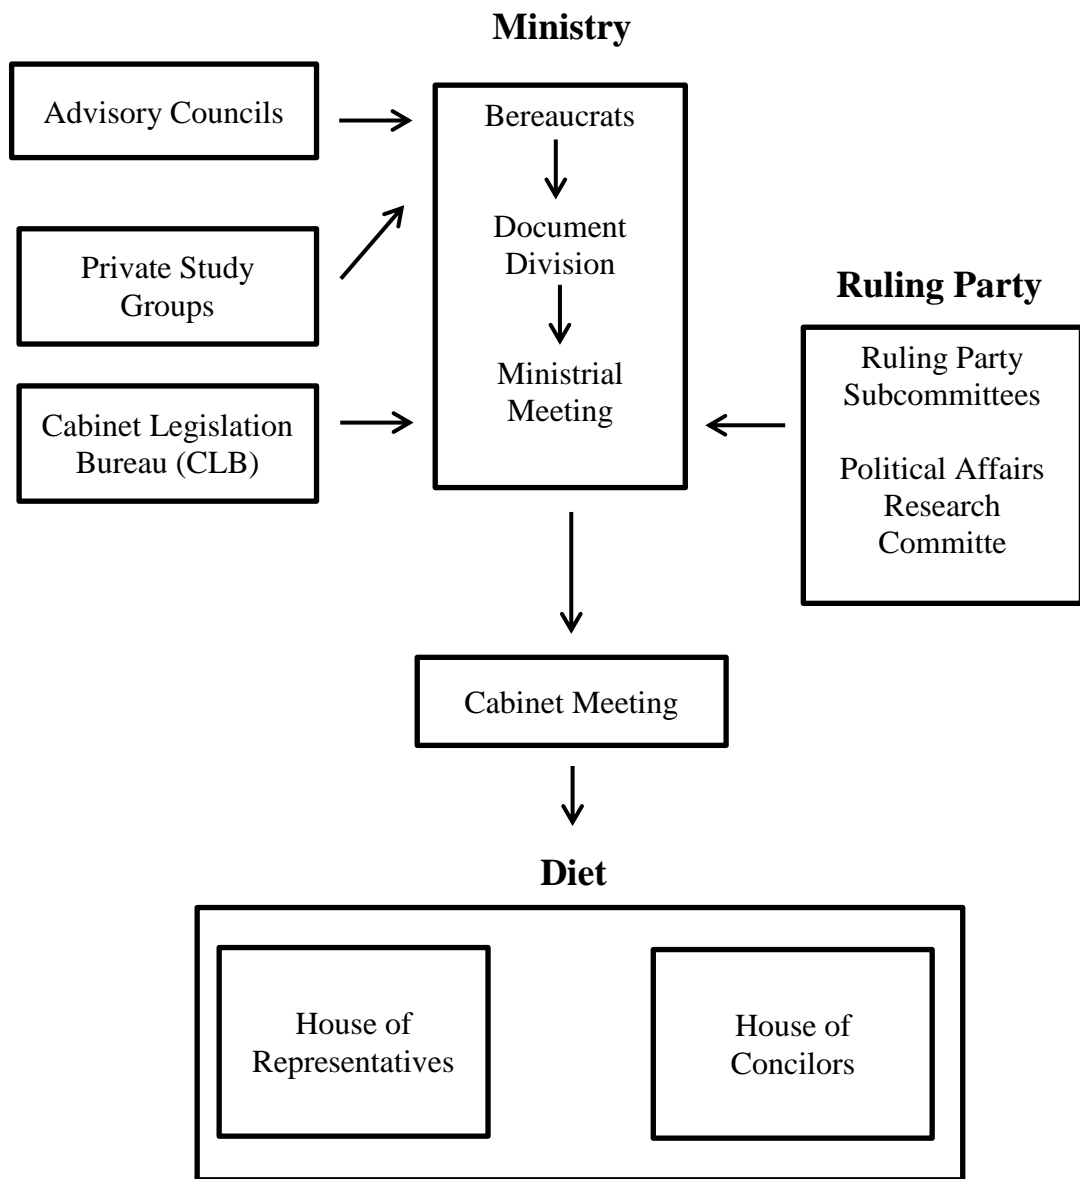 Ministry
Advisory Councils
Bereaucrats
Document
Division
Private Study
Groups
Ruling Party
Ruling Party
Subcommittees
Political Affairs
Research
Committe
Ministrial
Meeting
Cabinet Legislation
Bureau (CLB)
Cabinet Meeting
Diet
House of
Representatives
House of
Concilors